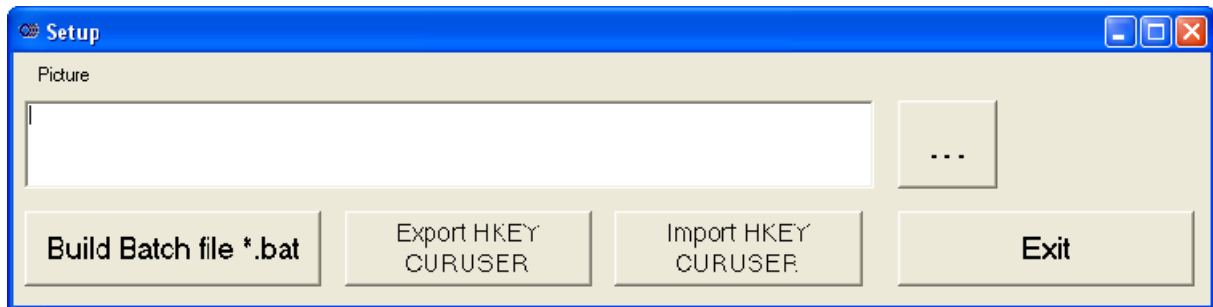 Setup
Picture
...
Build Batch file *.bat
Export HKEY
CURUSER
Import HKEY
CURUSER
Exit